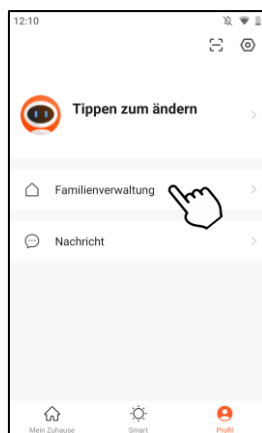 12:10
Tippen zum ändern
Familienverwaltung
Nachricht
Mein Zuhause
Smart
Profil